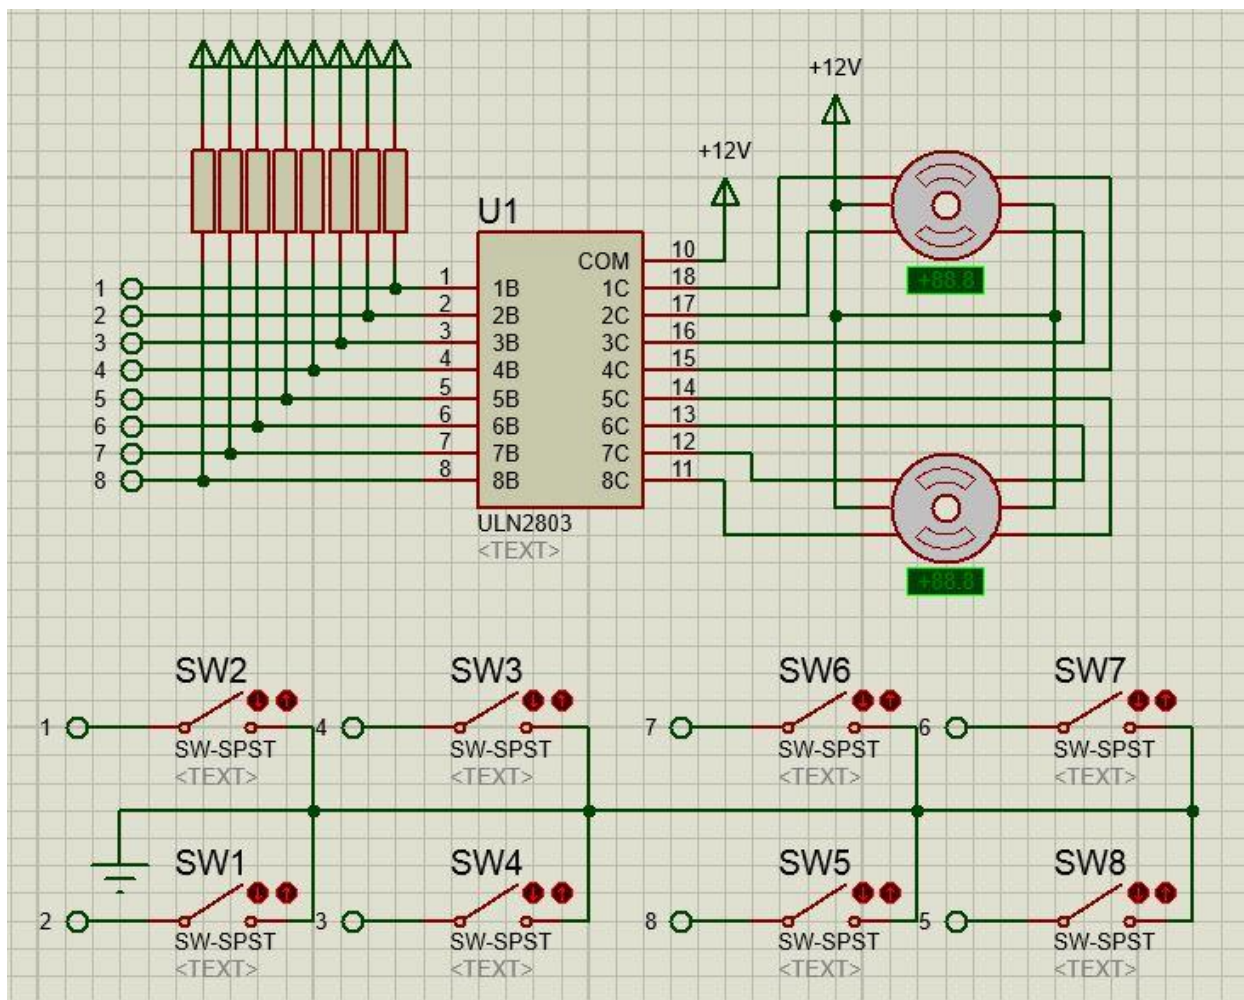 +12V
+12V
U1
1 1 1B COM 10
2 2 2B 1C 18
3 3 3B 2C 17
4 4 4B 3C 16
5 5 5B 4C 15
6 6 6B 5C 14
7 7 7B 6C 13
8 8 8B 7C 12
8C 11
ULN2803
<TEXT>
+88.8
+88.8
SW2 SW3 SW6 SW7
1 4 7 6
SW-SPST SW-SPST SW-SPST SW-SPST
<TEXT> <TEXT> <TEXT> <TEXT>
SW1 SW4 SW5 SW8
2 3 8 5
SW-SPST SW-SPST SW-SPST SW-SPST
<TEXT> <TEXT> <TEXT> <TEXT>